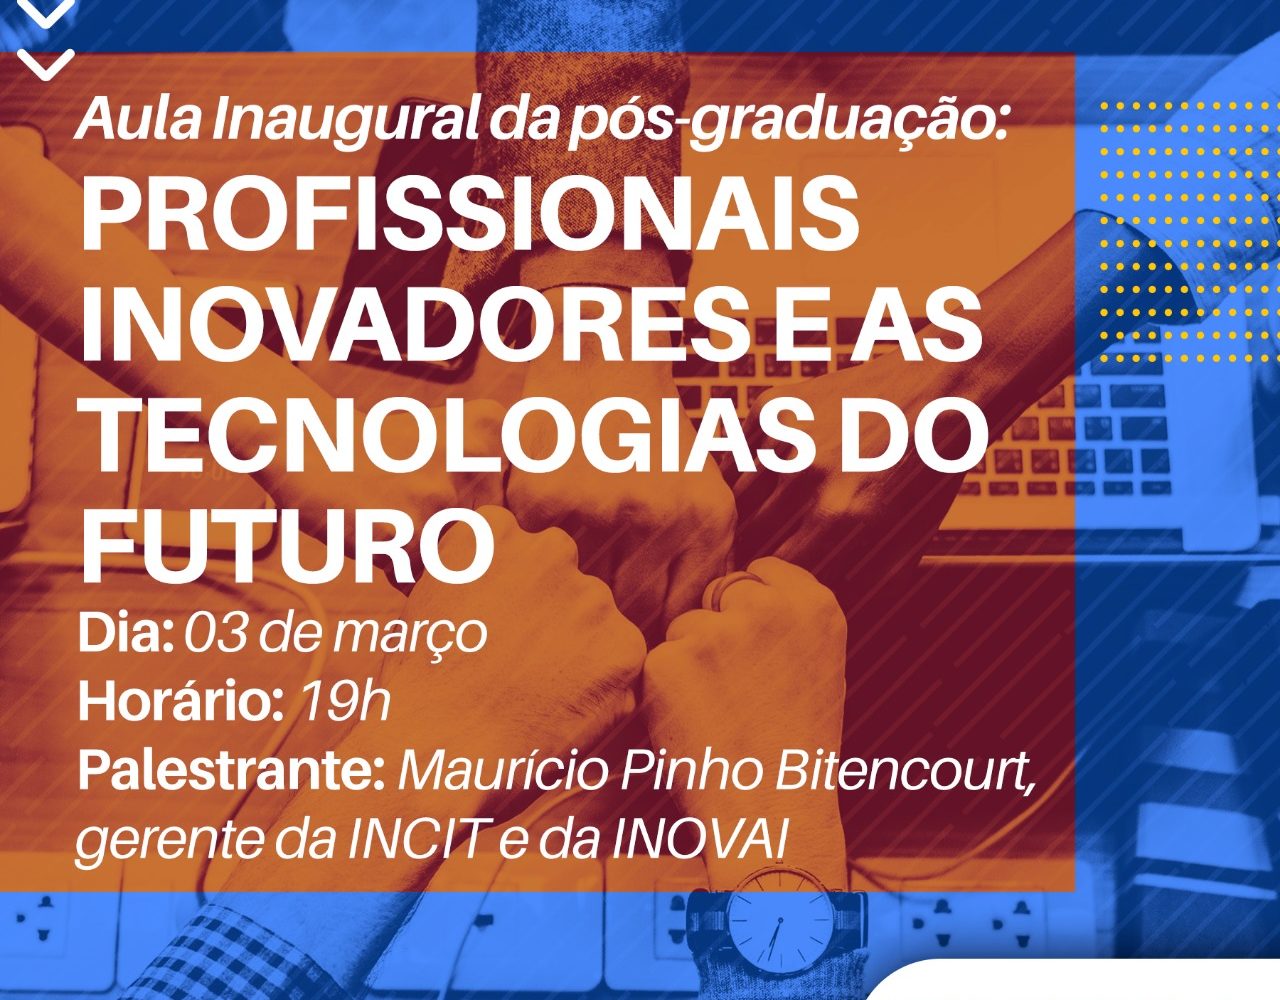 Aula Inaugural da pós-graduação:
PROFISSIONAIS
INOVADORES E AS
TECNOLOGIAS DO
FUTURO
Dia: 03 de março
Horário: 19h
Palestrante: Maurício Pinho Bitencourt,
gerente da INCIT e da INOVAI